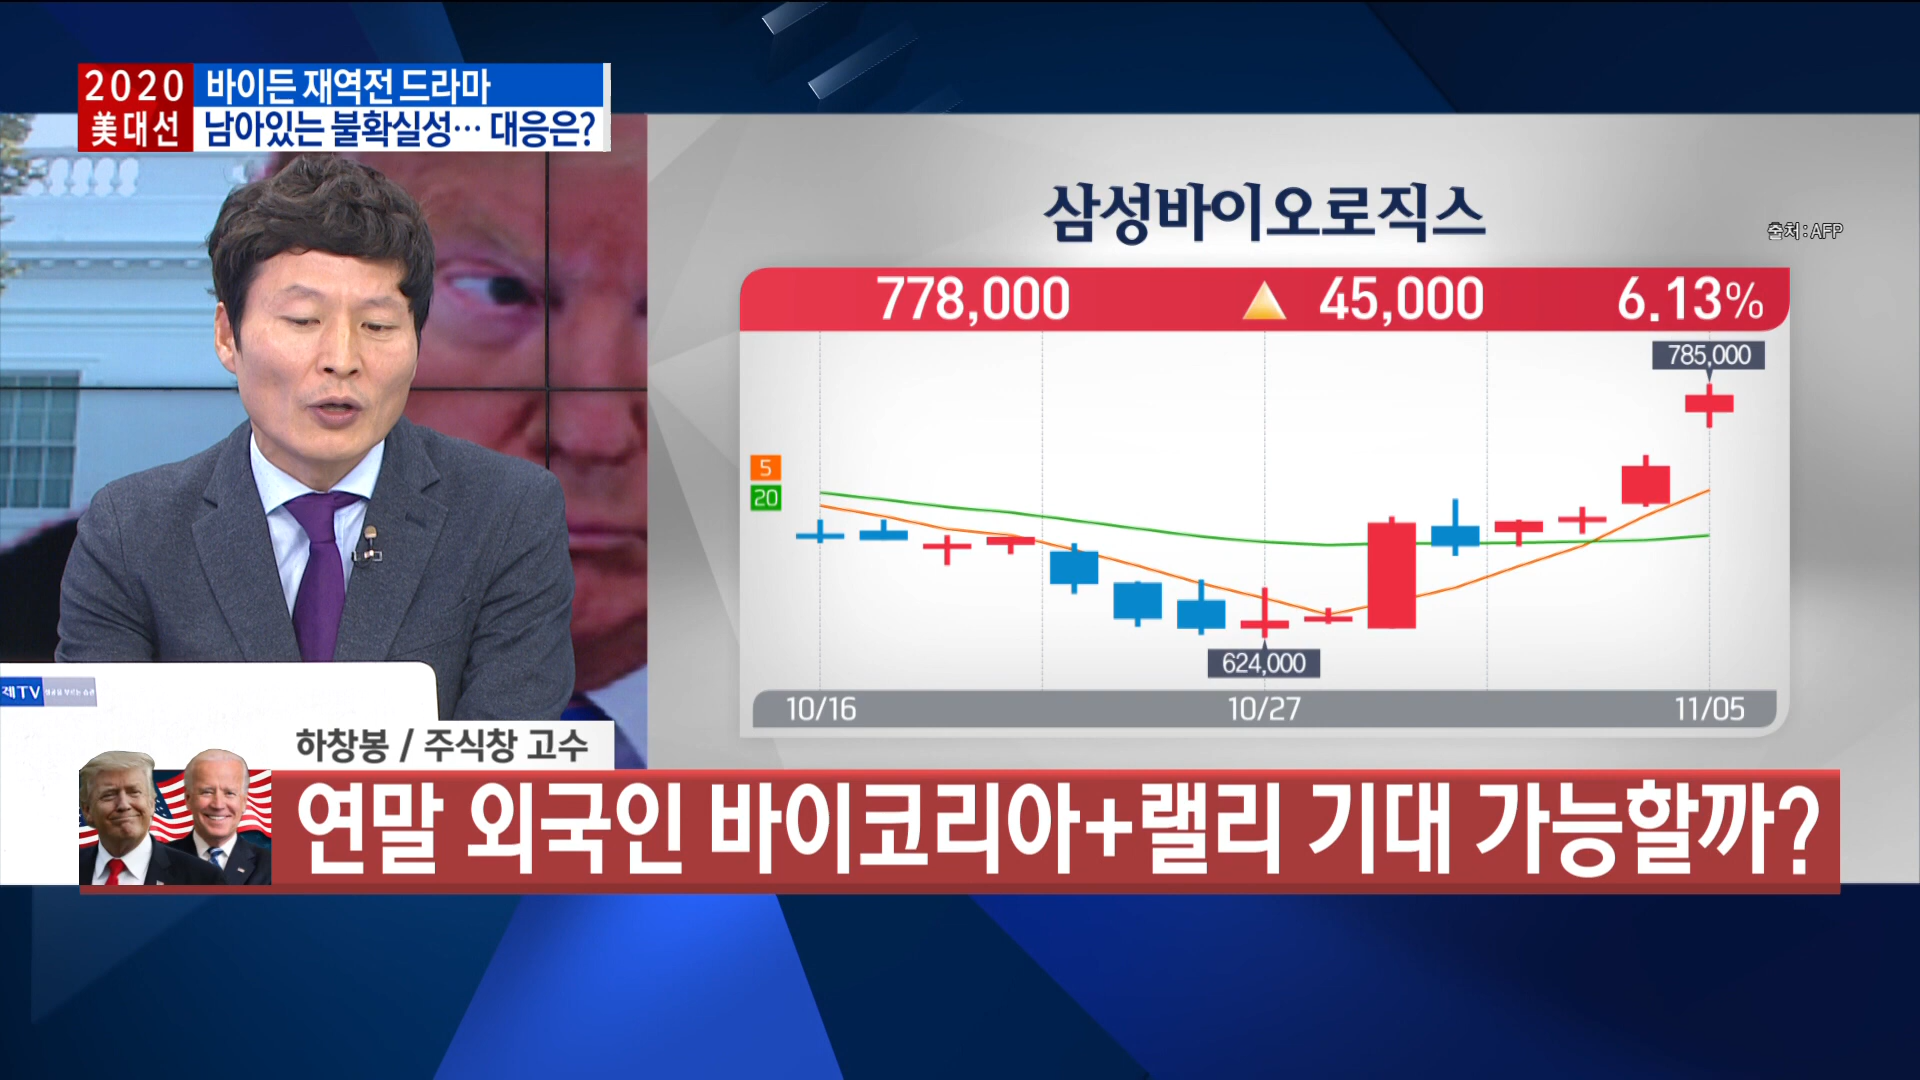 2020
美대선
바이든 재역전 드라마
남아있는 불확실성… 대응은?
삼성바이오로직스
출처:AFP
778,000 ▲ 45,000 6.13%
785,000
5
20
624,000
10/16 10/27 11/05
제TV
하창봉 / 주식창 고수
연말 외국인 바이코리아+랠리 기대 가능할까?